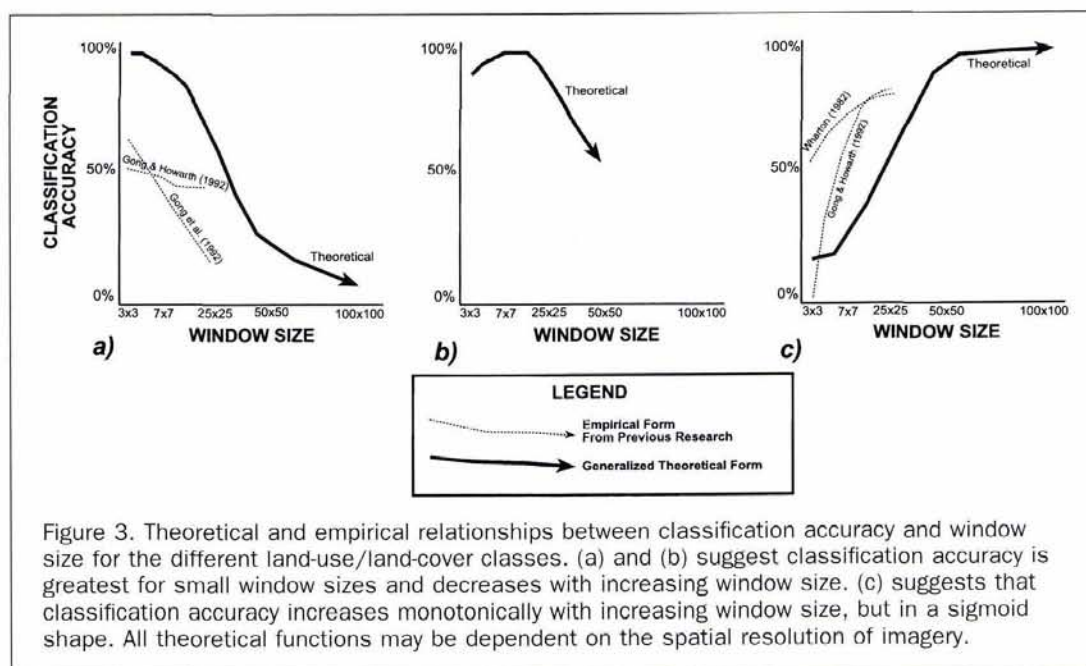 100%
50%
0%
CLASSIFICATION
ACCURACY
Gong & Howarth (1992)
Gong et al. (1992)
Theoretical
3x3 7x7 25x25 50x50 100x100
WINDOW SIZE
a)
100%
50%
0%
Theoretical
3x3 7x7 25x25 50x50 100x100
WINDOW SIZE
b)
100%
50%
0%
Wharton (1982)
Gong & Howarth (1992)
Theoretical
3x3 7x7 25x25 50x50 100x100
WINDOW SIZE
c)
LEGEND
Empirical Form
From Previous Research
Generalized Theoretical Form
Figure 3. Theoretical and empirical relationships between classification accuracy and window
size for the different land-use/land-cover classes. (a) and (b) suggest classification accuracy is
greatest for small window sizes and decreases with increasing window size. (c) suggests that
classification accuracy increases monotonically with increasing window size, but in a sigmoid
shape. All theoretical functions may be dependent on the spatial resolution of imagery.